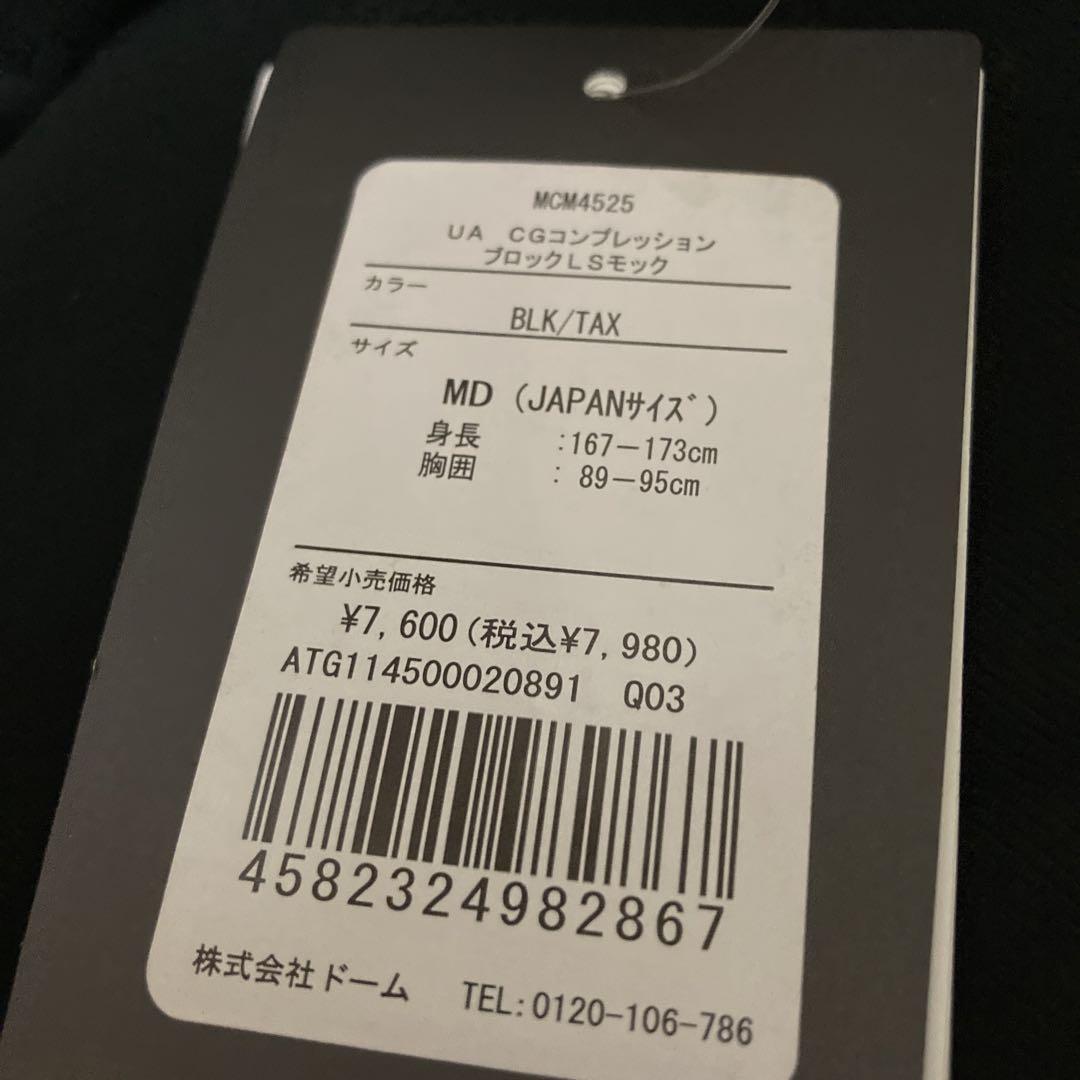 MCM4525
UA　CGコンプレッション
ブロックLSモック
カラー
BLK/TAX
サイズ
MD (JAPANｻｲｽﾞ)
身長　:167－173cm
胸囲　: 89－95cm
希望小売価格
¥7,600(税込¥7,980)
ATG114500020891　Q03
4582324982867
株式会社ドーム　TEL:0120-106-786